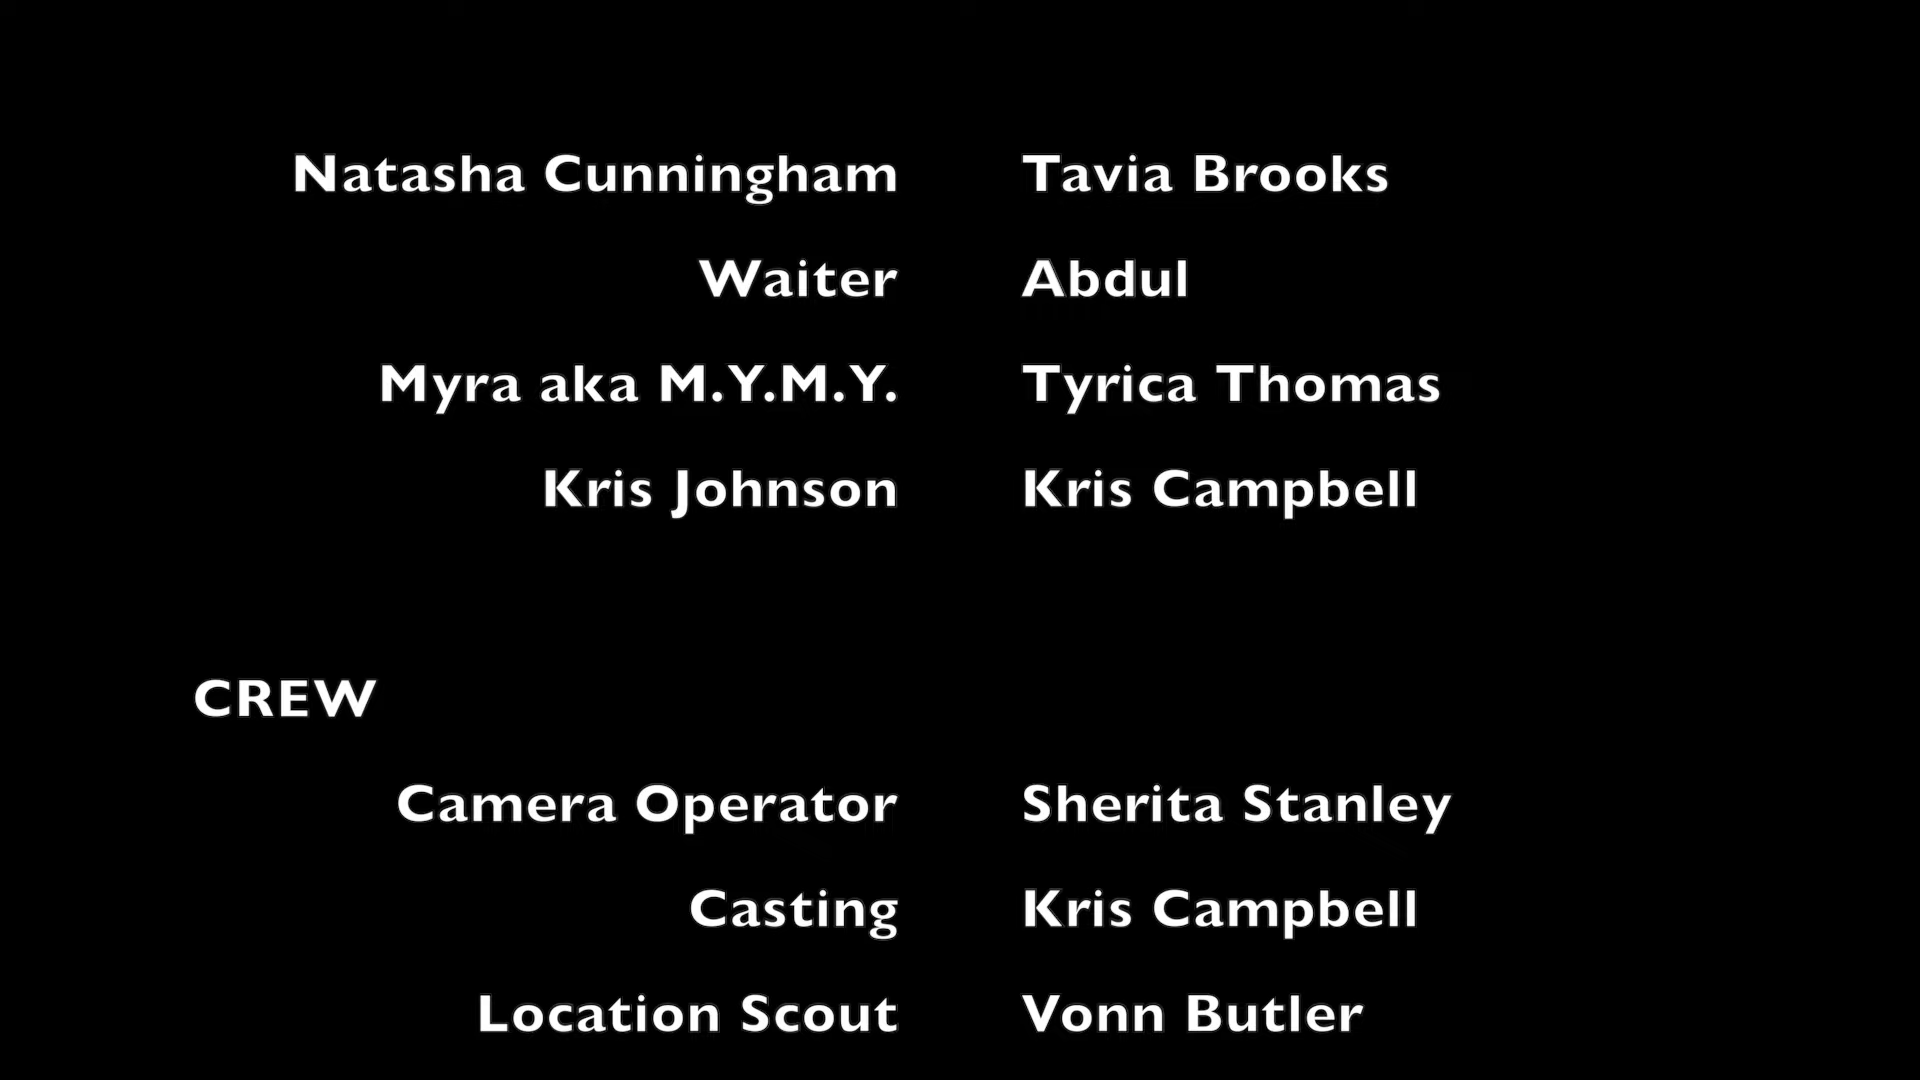 Natasha Cunningham Tavia Brooks
Waiter Abdul
Myra aka M.Y.M.Y. Tyrica Thomas
Kris Johnson Kris Campbell
CREW
Camera Operator Sherita Stanley
Casting Kris Campbell
Location Scout Vonn Butler